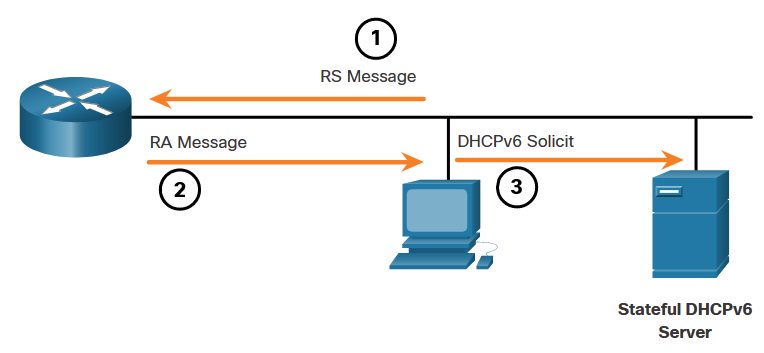 1
RS Message
RA Message
2
DHCPv6 Solicit
3
Stateful DHCPv6
Server